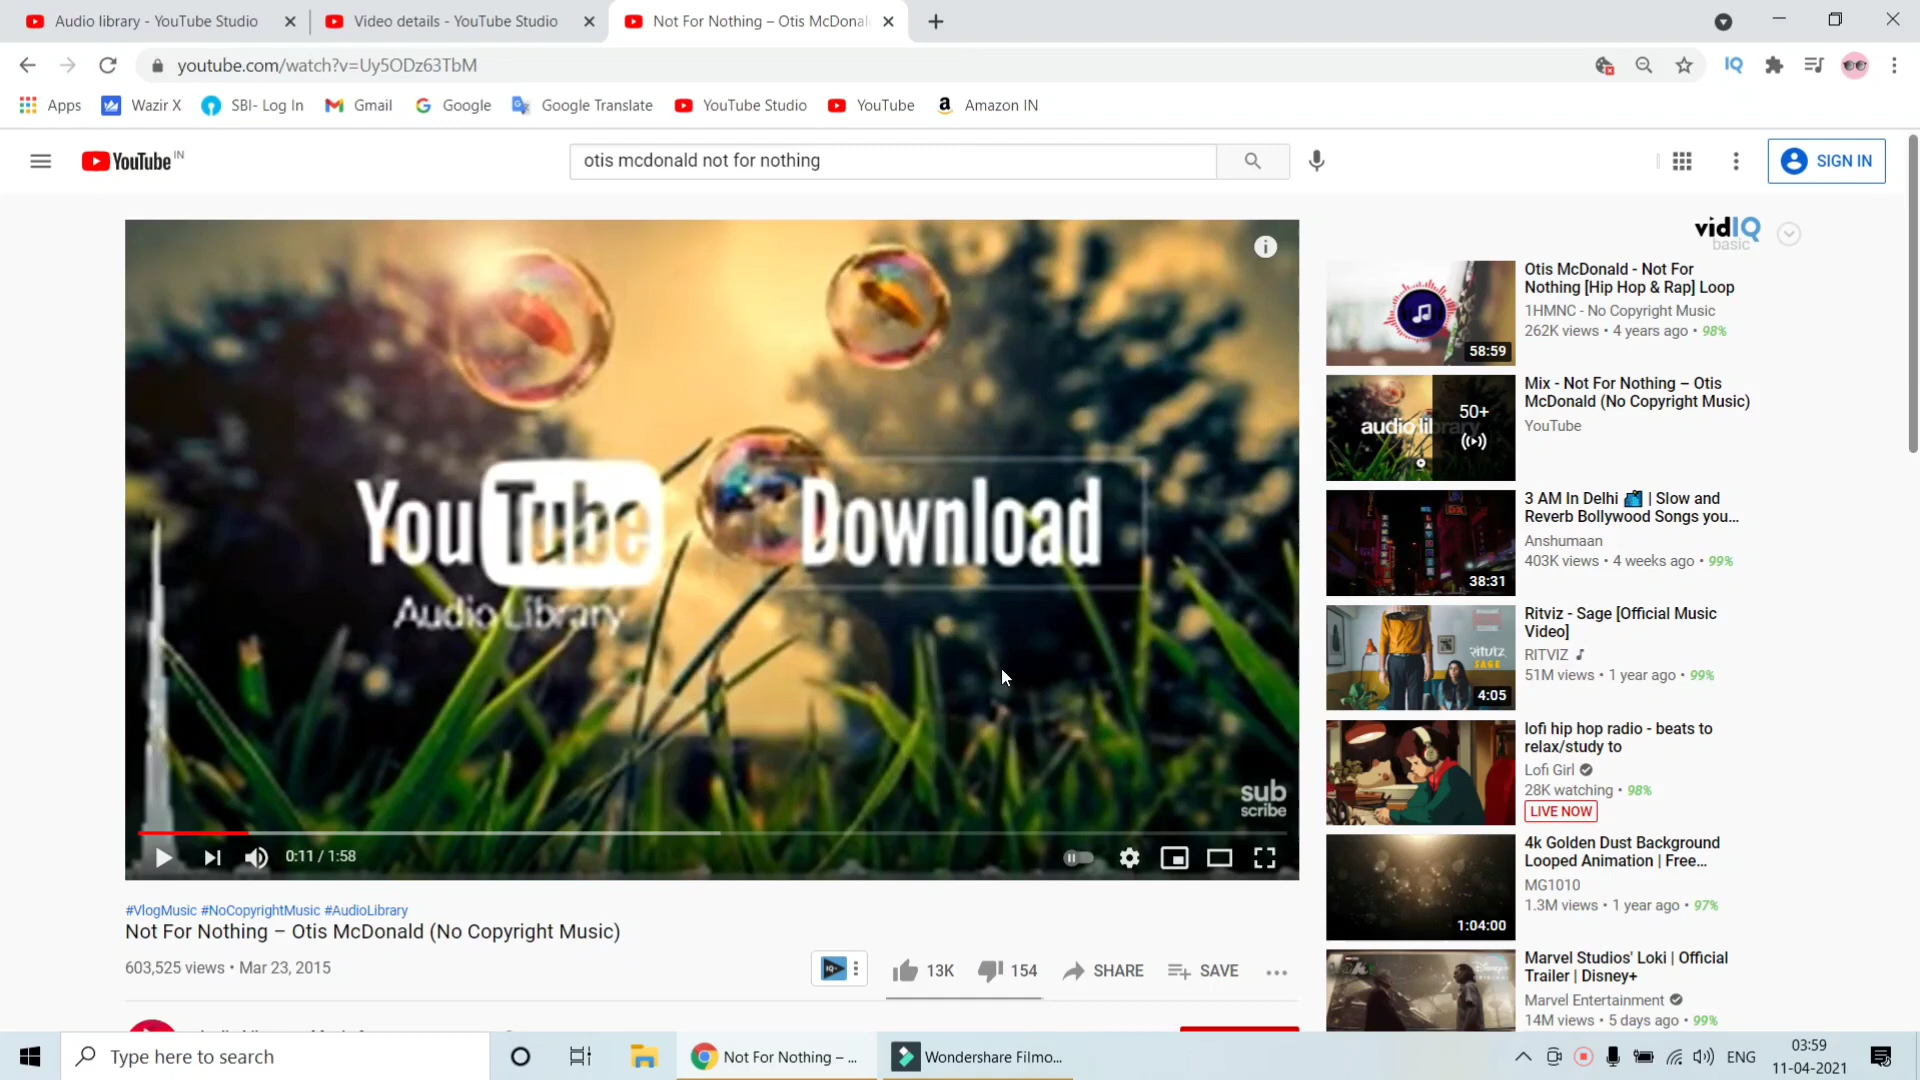 Audio library - YouTube Studio
Video details - YouTube Studio
Not For Nothing – Otis McDonal
youtube.com/watch?v=Uy5ODz63TbM
IQ
Apps
Wazir X
SBI- Log In
Gmail
Google
Google Translate
YouTube Studio
YouTube
Amazon IN
YouTube IN
otis mcdonald not for nothing
SIGN IN
YouTube
Audio Library
Download
sub
scribe
0:11 / 1:58
#VlogMusic #NoCopyrightMusic #AudioLibrary
Not For Nothing – Otis McDonald (No Copyright Music)
603,525 views • Mar 23, 2015
13K
154
SHARE
SAVE
vidIQ
basic
58:59
Otis McDonald - Not For
Nothing [Hip Hop & Rap] Loop
1HMNC - No Copyright Music
262K views • 4 years ago • 98%
50+
Mix - Not For Nothing – Otis
McDonald (No Copyright Music)
YouTube
38:31
3 AM In Delhi | Slow and
Reverb Bollywood Songs you...
Anshumaan
403K views • 4 weeks ago • 99%
4:05
Ritviz - Sage [Official Music
Video]
RITVIZ
51M views • 1 year ago • 99%
lofi hip hop radio - beats to
relax/study to
Lofi Girl
28K watching • 98%
LIVE NOW
1:04:00
4k Golden Dust Background
Looped Animation | Free...
MG1010
1.3M views • 1 year ago • 97%
Marvel Studios' Loki | Official
Trailer | Disney+
Marvel Entertainment
14M views • 5 days ago • 99%
Type here to search
Not For Nothing – ...
Wondershare Filmo...
ENG
03:59
11-04-2021